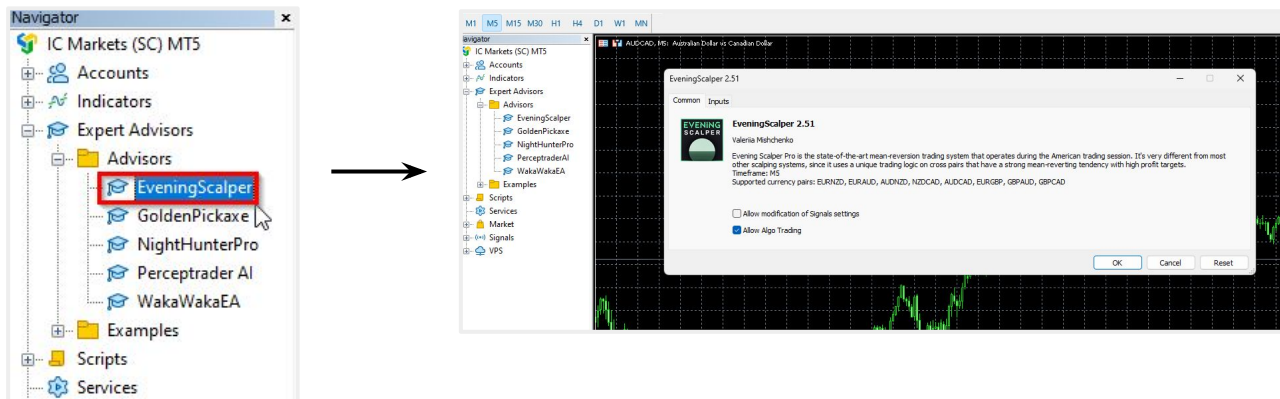 Navigator
IC Markets (SC) MT5
Accounts
Indicators
Expert Advisors
Advisors
EveningScalper
GoldenPickaxe
NightHunterPro
Perceptrader AI
WakaWakaEA
Examples
Scripts
Services
M1 M5 M15 M30 H1 H4 D1 W1 MN
avigator
IC Markets (SC) MT5
Accounts
Indicators
Expert Advisors
Advisors
EveningScalper
GoldenPickaxe
NightHunterPro
PerceptraderAI
WakaWakaEA
Examples
Scripts
Services
Market
Signals
VPS
AUDCAD, M5: Australian Dollar vs Canadian Dollar
EveningScalper 2.51
Common Inputs
EVENING
SCALPER
EveningScalper 2.51
Valeriia Mishchenko
Evening Scalper Pro is the state-of-the-art mean-reversion trading system that operates during the American trading session. It's very different from most
other scalping systems, since it uses a unique trading logic on cross pairs that have a strong mean-reverting tendency with high profit targets.
Timeframe: M5
Supported currency pairs: EURNZD, EURAUD, AUDNZD, NZDCAD, AUDCAD, EURGBP, GBPAUD, GBPCAD
Allow modification of Signals settings
Allow Algo Trading
OK Cancel Reset